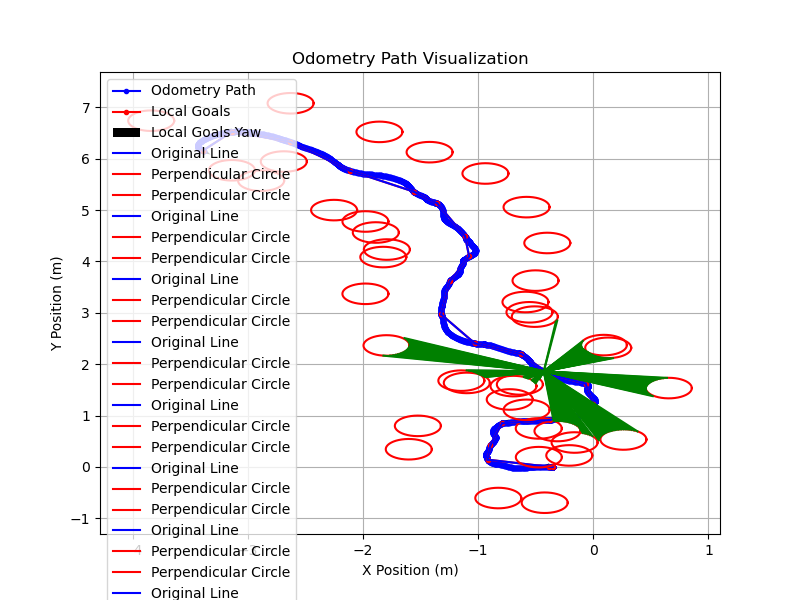 Odometry Path Visualization
Y Position (m)
7
6
5
4
3
2
1
0
−1
Odometry Path
Local Goals
Local Goals Yaw
Original Line
Perpendicular Circle
Perpendicular Circle
Original Line
Perpendicular Circle
Perpendicular Circle
Original Line
Perpendicular Circle
Perpendicular Circle
Original Line
Perpendicular Circle
Perpendicular Circle
Original Line
Perpendicular Circle
Perpendicular Circle
Original Line
Perpendicular Circle
Perpendicular Circle
Original Line
Perpendicular Circle
Perpendicular Circle
Original Line
−2
−1
0
1
X Position (m)